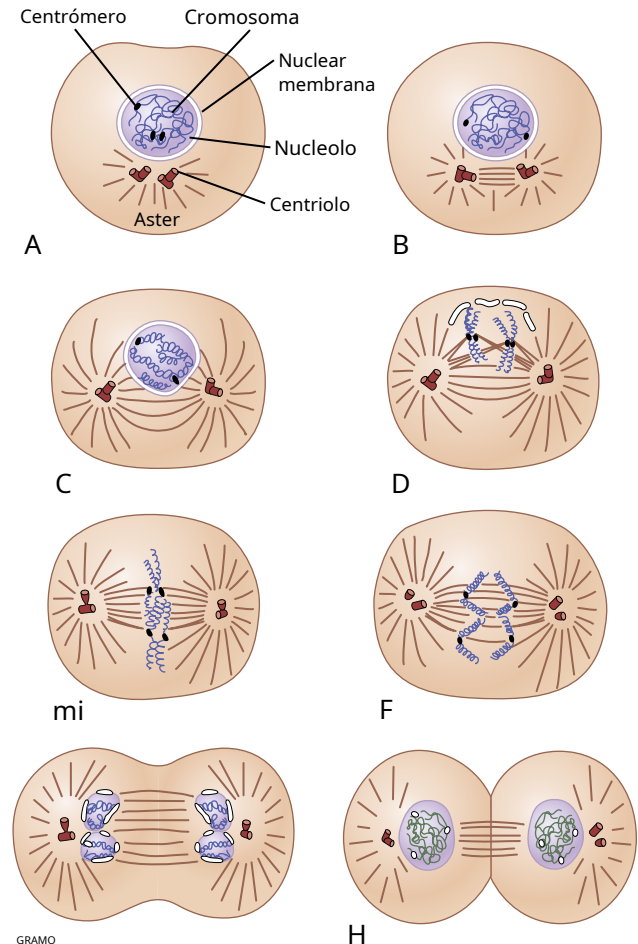 Centrómero
Cromosoma
Nuclear
membrana
Nucleolo
Centriolo
Aster
A
B
C
D
mi
F
GRAMO
H